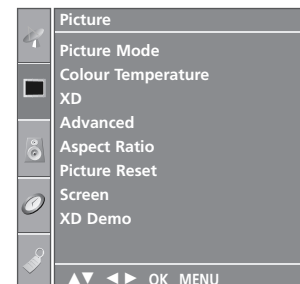 Picture
Picture Mode
Colour Temperature
XD
Advanced
Aspect Ratio
Picture Reset
Screen
XD Demo
▲▼ ◀ ▶ OK MENU